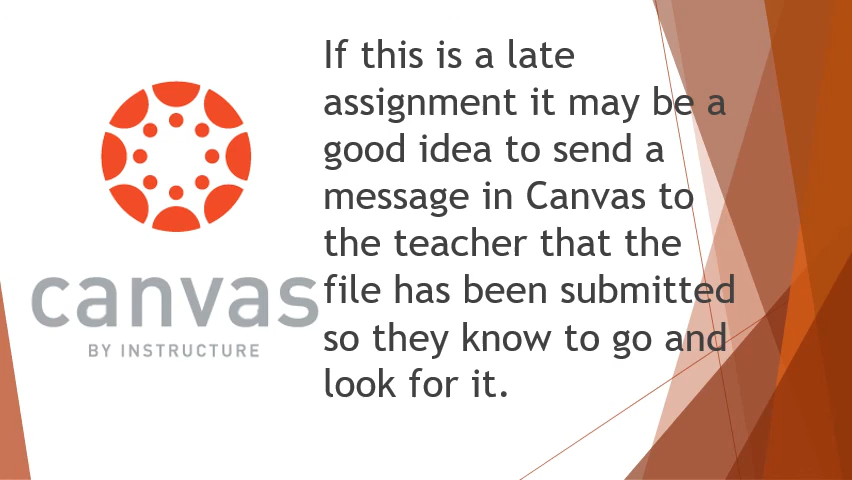 canvas
BY INSTRUCTURE
If this is a late
assignment it may be a
good idea to send a
message in Canvas to
the teacher that the
file has been submitted
so they know to go and
look for it.